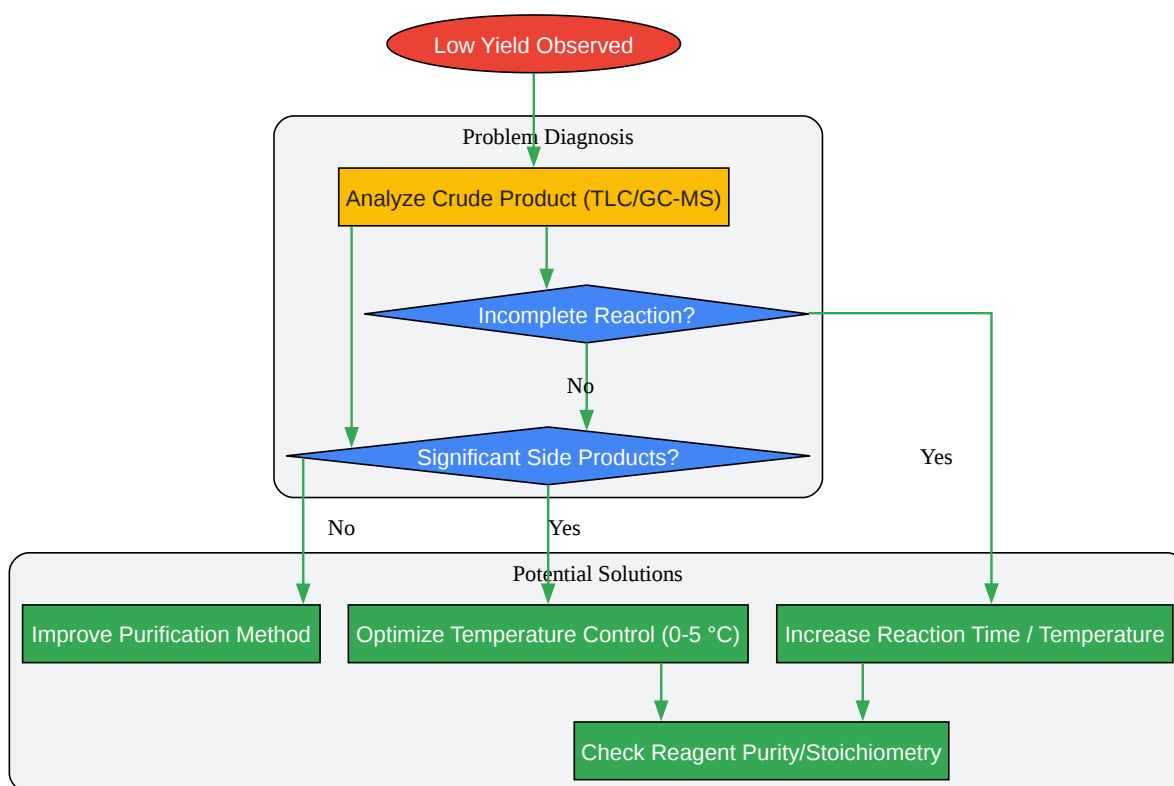 Low Yield Observed
Problem Diagnosis
Analyze Crude Product (TLC/GC-MS)
Incomplete Reaction?
No
Significant Side Products?
Yes
No
Yes
Potential Solutions
Improve Purification Method
Optimize Temperature Control (0-5 °C)
Increase Reaction Time / Temperature
Check Reagent Purity/Stoichiometry